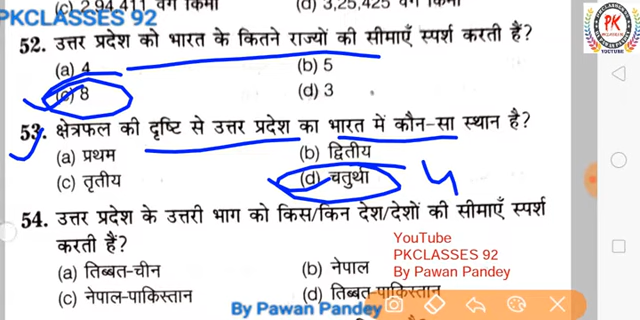 (c) 2,94,411 वर्ग किमी (d) 3,25,425 वर्ग किमी
PKCLASSES 92
52. उत्तर प्रदेश को भारत के कितने राज्यों की सीमाएँ स्पर्श करती हैं?
(a) 4 (b) 5
(c) 8 (d) 3
53. क्षेत्रफल की दृष्टि से उत्तर प्रदेश का भारत में कौन-सा स्थान है?
(a) प्रथम (b) द्वितीय
(c) तृतीय (d) चतुर्थ
54. उत्तर प्रदेश के उत्तरी भाग को किस/किन देश/देशों की सीमाएँ स्पर्श
करती हैं?
(a) तिब्बत-चीन (b) नेपाल
(c) नेपाल-पाकिस्तान (d) तिब्बत-पाकिस्तान
YouTube
PKCLASSES 92
By Pawan Pandey
By Pawan Pandey
PK
YOUTUBE